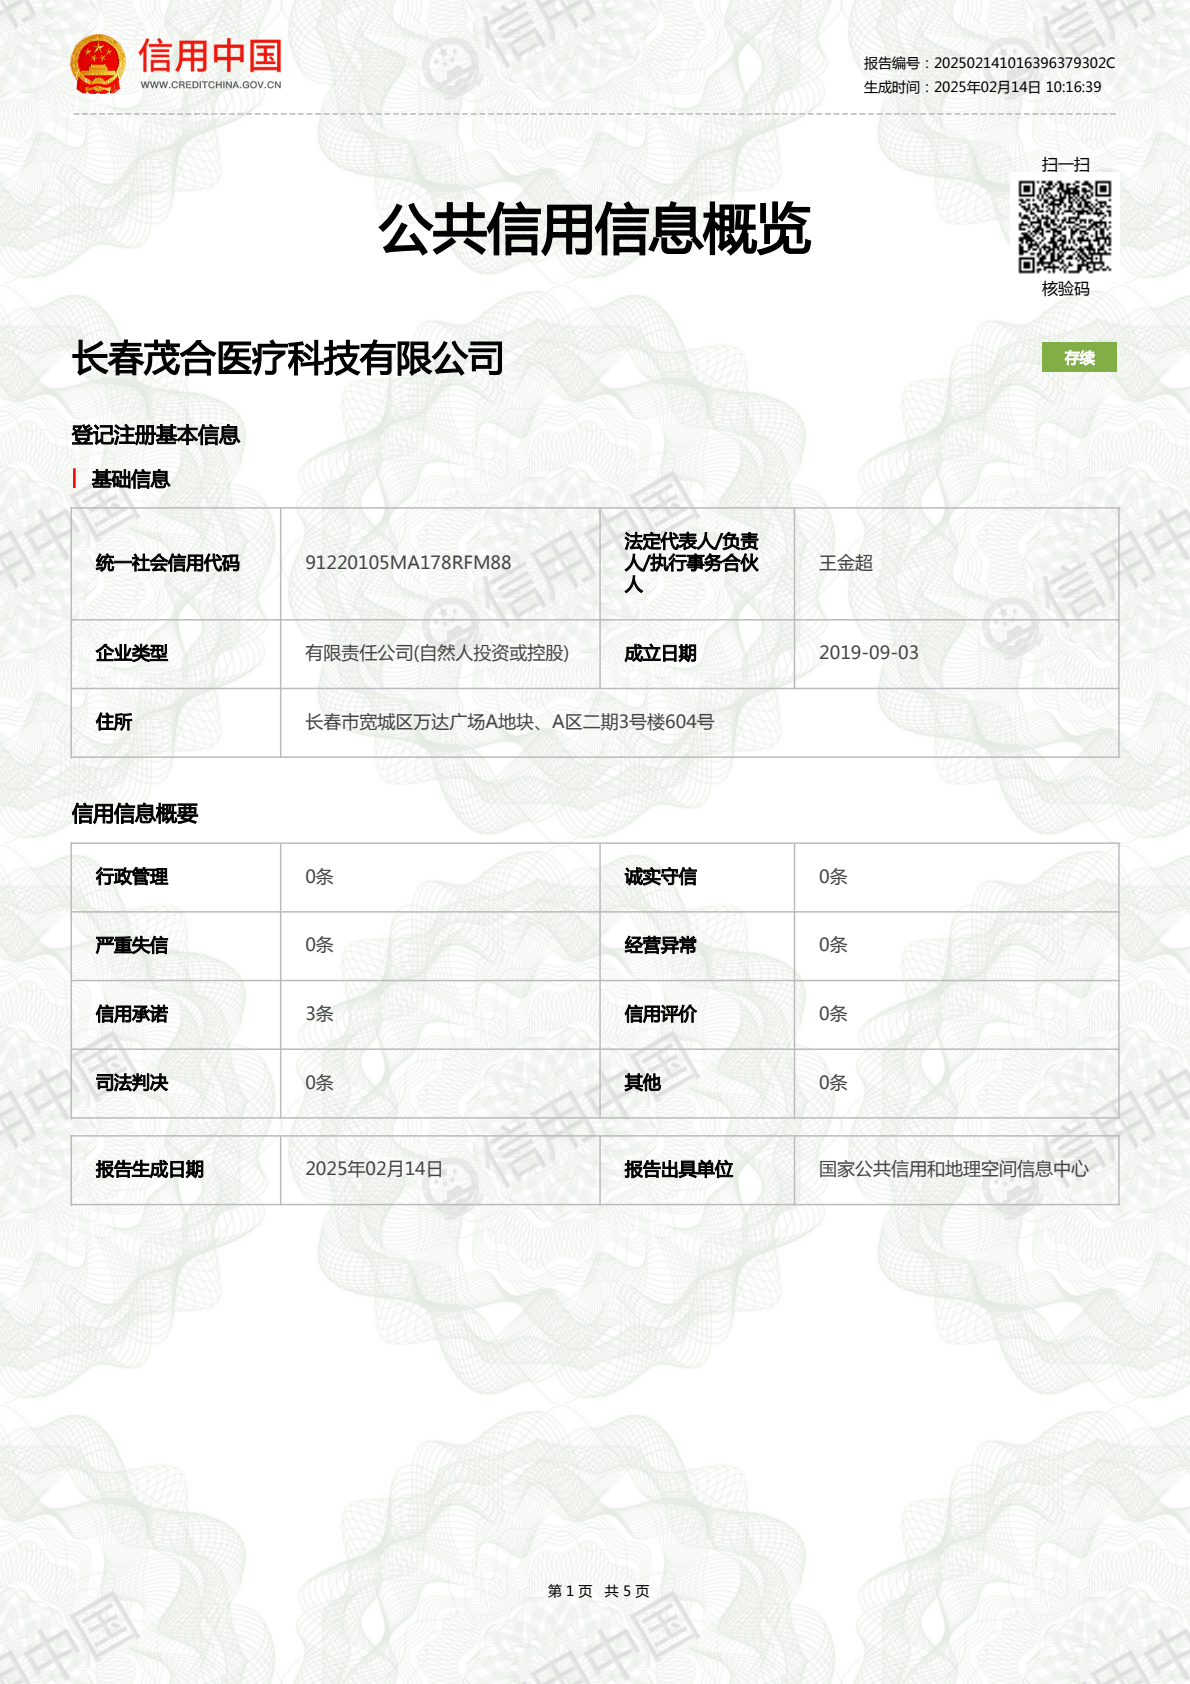 信用中国
WWW.CREDITCHINA.GOV.CN
报告编号：202502141016396379302C
生成时间：2025年02月14日 10:16:39
扫一扫
核验码
公共信用信息概览
长春茂合医疗科技有限公司
存续
登记注册基本信息
基础信息
统一社会信用代码 91220105MA178RFM88 法定代表人/负责人/执行事务合伙人 王金超
企业类型 有限责任公司(自然人投资或控股) 成立日期 2019-09-03
住所 长春市宽城区万达广场A地块、A区二期3号楼604号
信用信息概要
行政管理 0条 诚实守信 0条
严重失信 0条 经营异常 0条
信用承诺 3条 信用评价 0条
司法判决 0条 其他 0条
报告生成日期 2025年02月14日 报告出具单位 国家公共信用和地理空间信息中心
第 1 页 共 5 页